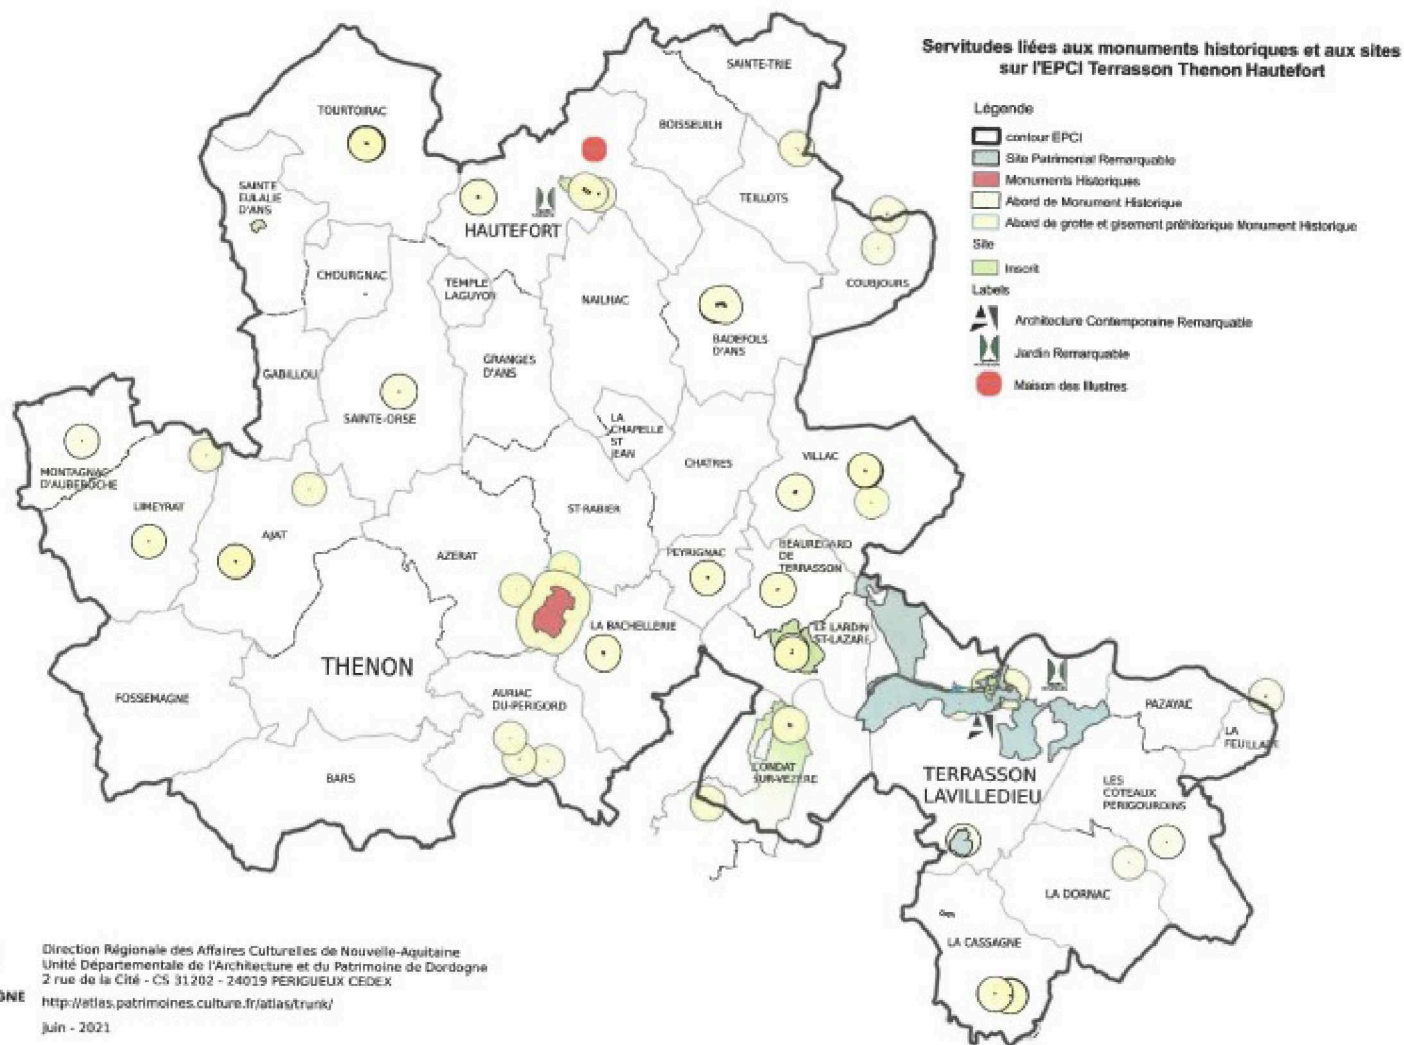 Servitudes liées aux monuments historiques et aux sites
sur l'EPCI Terrasson Thenon Hautefort
Légende
contour EPCI
Site Patrimonial Remarquable
Monuments Historiques
Abord de Monument Historique
Abord de grotte et gisement préhitorique Monument Historique
Site
Inscrit
Labels
Architecture Contemporaine Remarquable
Jardin Remarquable
Maison des Illustres
SAINTE-TRIE
TOURTOIRAC
BOISSEUILH
SAINTE
EULALIE
D'ANS
TEILLOTS
HAUTEFORT
CHOURGNAC
TEMPLE
LAGUYON
NAILHAC
COUBJOURS
BADEFOLS
D'ANS
GRANGES
D'ANS
GABILLOU
SAINTE-ORSE
LA
CHAPELLE
ST
JEAN
CHATRES
VILLAC
MONTAGNAC
D'AUBEROCHE
LIMEYRAT
ST-RABIER
AJAT
AZERAT
PEYRIGNAC
BEAUREGARD
DE
TERRASSON
LA BACHELLERIE
LE LARDIN
ST-LAZARE
THENON
FOSSEMAGNE
AURIAC
DU-PERIGORD
PAZAYAC
LA
FEUILLADE
BARS
CONDAT
SUR-VEZERE
TERRASSON
LAVILLEDIEU
LES
COTEAUX
PERIGOURDINS
LA DORNAC
LA CASSAGNE
Direction Régionale des Affaires Culturelles de Nouvelle-Aquitaine
Unité Départementale de l'Architecture et du Patrimoine de Dordogne
2 rue de la Cité - CS 31202 - 24019 PERIGUEUX CEDEX
GNE
http://atlas.patrimoines.culture.fr/atlas/trunk/
juin - 2021